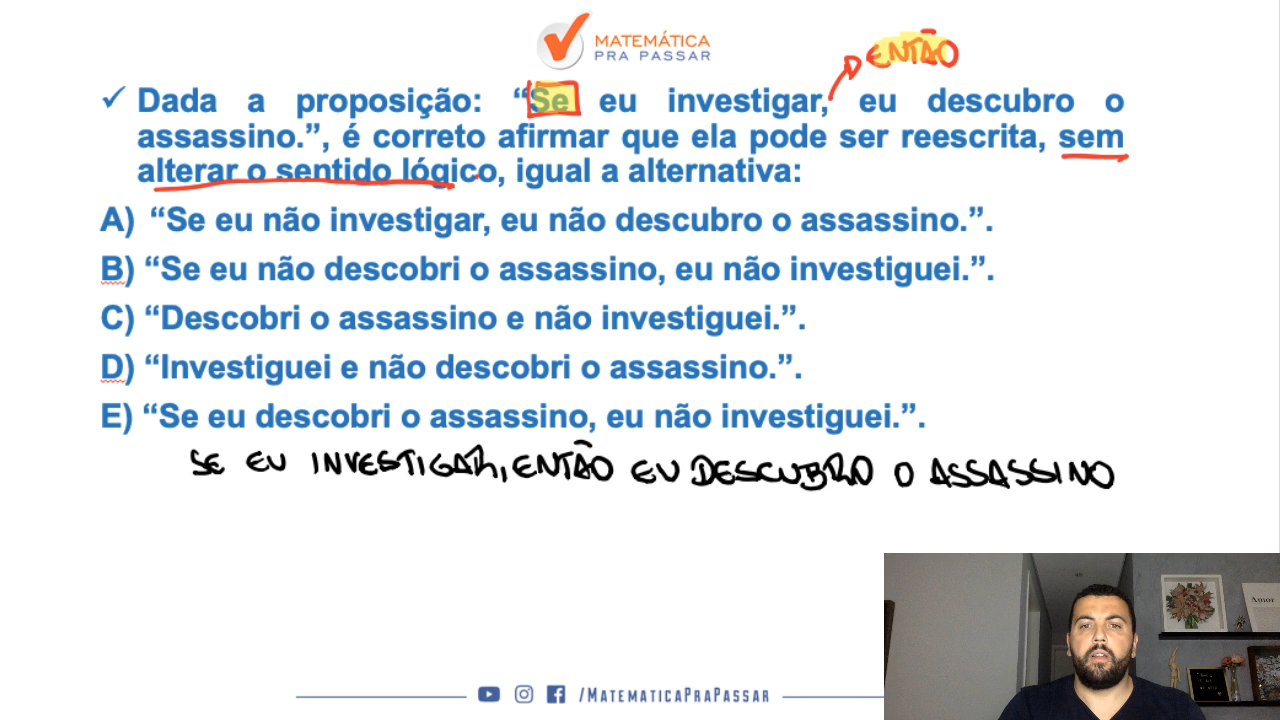 MATEMÁTICA
PRA PASSAR
ENTÃO
✓ Dada a proposição: “Se eu investigar, eu descubro o
assassino.”, é correto afirmar que ela pode ser reescrita, sem
alterar o sentido lógico, igual a alternativa:
A) “Se eu não investigar, eu não descubro o assassino.”.
B) “Se eu não descobri o assassino, eu não investiguei.”.
C) “Descobri o assassino e não investiguei.”.
D) “Investiguei e não descobri o assassino.”.
E) “Se eu descobri o assassino, eu não investiguei.”.
SE EU INVESTIGAR, ENTÃO EU DESCUBRO O ASSASSINO
Amor
/MATEMATICAPRAPASSAR